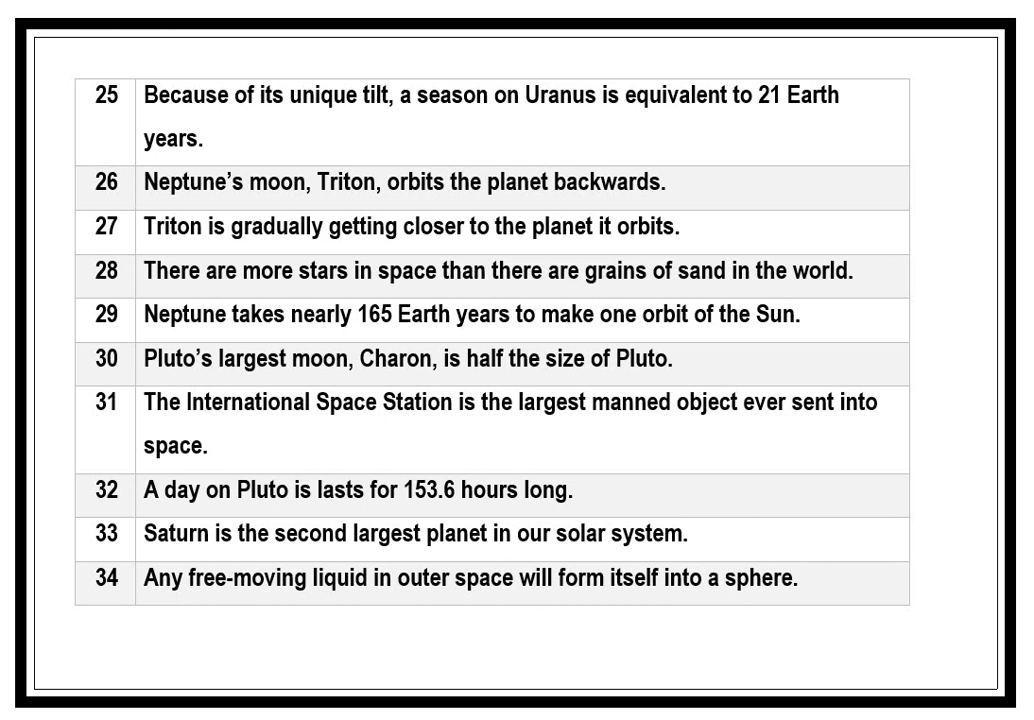 25 Because of its unique tilt, a season on Uranus is equivalent to 21 Earth
years.
26 Neptune’s moon, Triton, orbits the planet backwards.
27 Triton is gradually getting closer to the planet it orbits.
28 There are more stars in space than there are grains of sand in the world.
29 Neptune takes nearly 165 Earth years to make one orbit of the Sun.
30 Pluto’s largest moon, Charon, is half the size of Pluto.
31 The International Space Station is the largest manned object ever sent into
space.
32 A day on Pluto is lasts for 153.6 hours long.
33 Saturn is the second largest planet in our solar system.
34 Any free-moving liquid in outer space will form itself into a sphere.